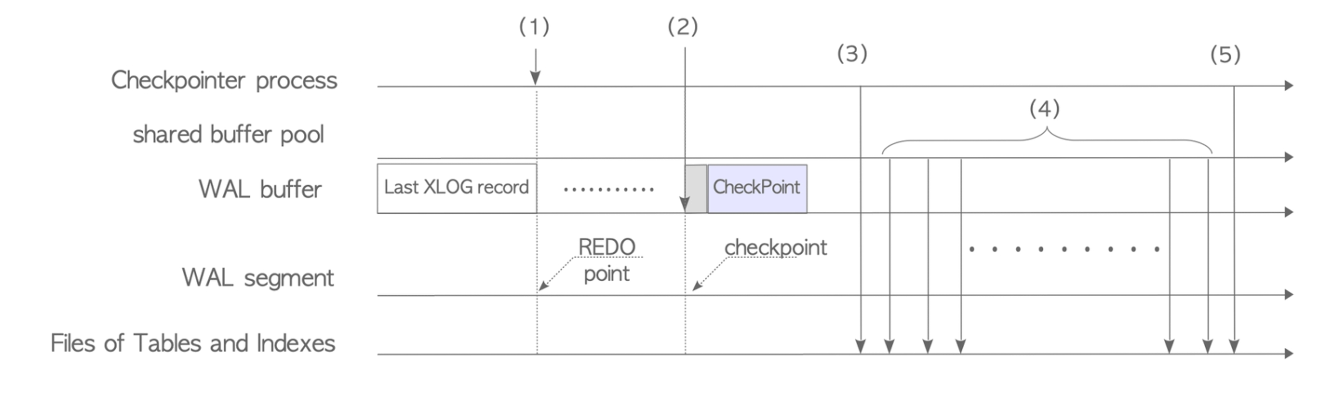 (1)
(2)
(3)
(5)
Checkpointer process
(4)
shared buffer pool
WAL buffer
Last XLOG record
CheckPoint
REDO
point
checkpoint
WAL segment
Files of Tables and Indexes